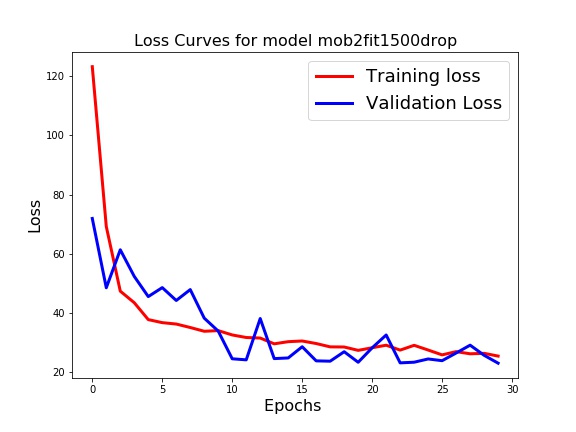 Loss Curves for model mob2fit1500drop
Training loss
Validation Loss
Loss
120
100
80
60
40
20
0 5 10 15 20 25 30
Epochs